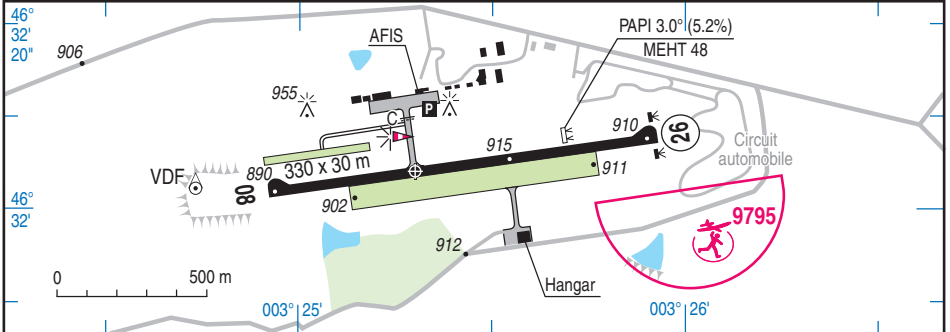 46°
32'
20"
906
AFIS
PAPI 3.0° (5.2%)
MEHT 48
955
P
C
910
26
Circuit
automobile
915
330 x 30 m
911
VDF
890
08
902
46°
32'
9795
912
0
500 m
Hangar
003° 25'
003° 26'